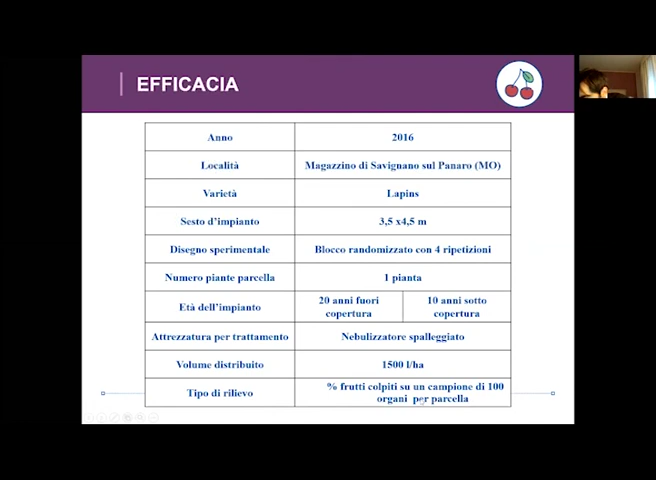 EFFICACIA
Anno 2016
Località Magazzino di Savignano sul Panaro (MO)
Varietà Lapins
Sesto d'impianto 3,5 x4,5 m
Disegno sperimentale Blocco randomizzato con 4 ripetizioni
Numero piante parcella 1 pianta
Età dell'impianto 20 anni fuori copertura 10 anni sotto copertura
Attrezzatura per trattamento Nebulizzatore spalleggiato
Volume distribuito 1500 l/ha
Tipo di rilievo % frutti colpiti su un campione di 100
organi per parcella